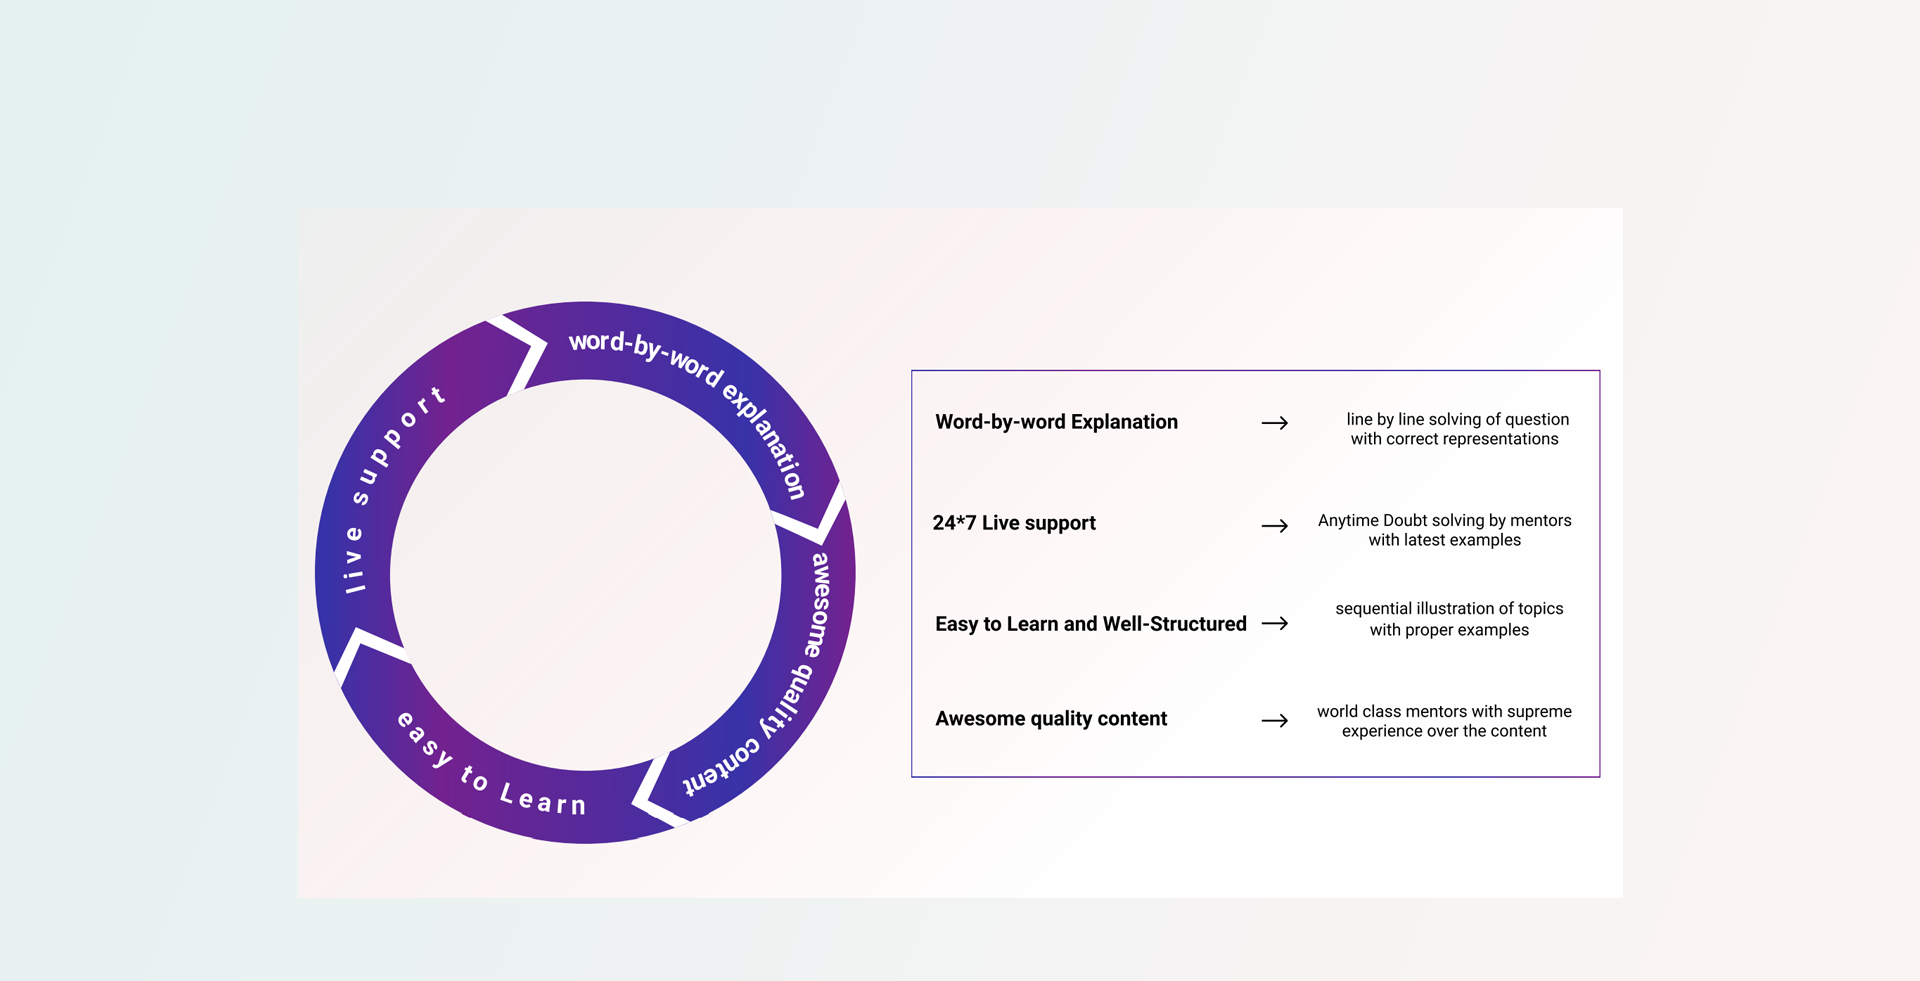 word-by-word explanation
awesome quality content
easy to Learn
live support
Word-by-word Explanation
line by line solving of question
with correct representations
24*7 Live support
Anytime Doubt solving by mentors
with latest examples
Easy to Learn and Well-Structured
sequential illustration of topics
with proper examples
Awesome quality content
world class mentors with supreme
experience over the content